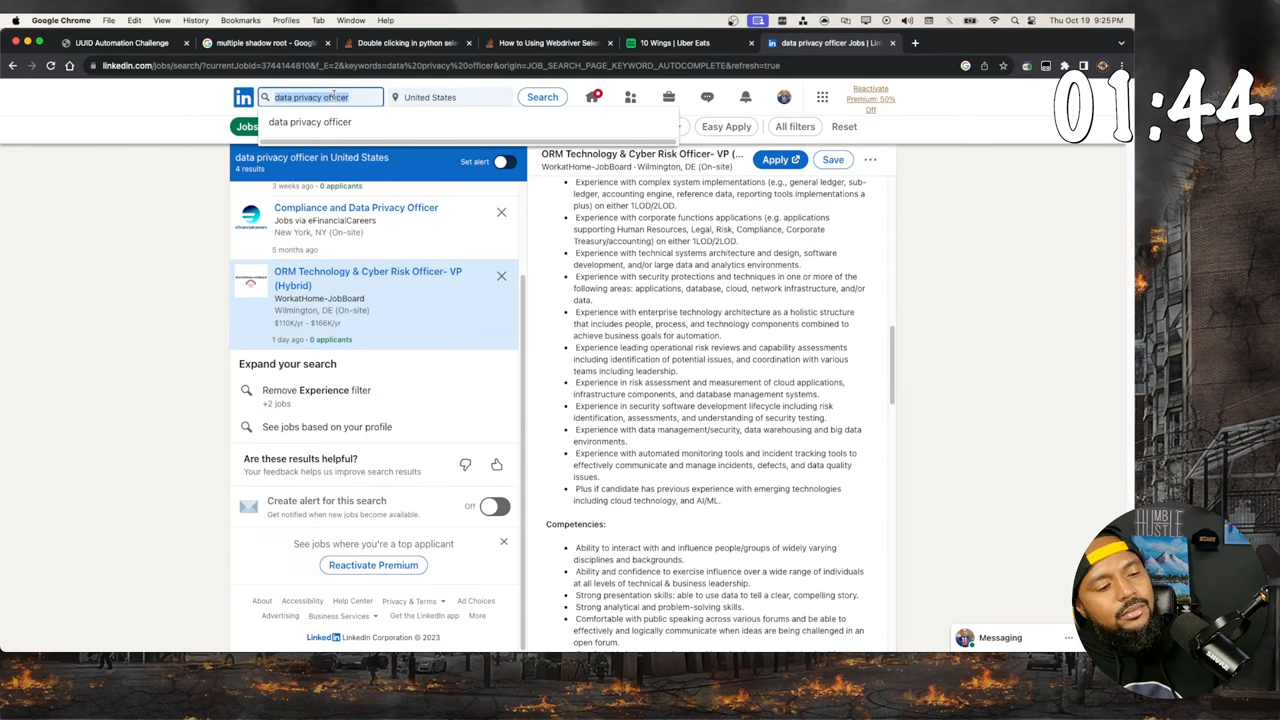 Google Chrome File Edit View History Bookmarks Profiles Tab Window Help Thu Oct 19 9:25 PM
UUID Automation Challenge
multiple shadow root - Google
Double clicking in python sele
How to Using Webdriver Selen
10 Wings | Uber Eats
data privacy officer Jobs | Lin
linkedin.com/jobs/search/?currentJobId=3744144810&f_E=2&keywords=data%20privacy%20officer&origin=JOB_SEARCH_PAGE_KEYWORD_AUTOCOMPLETE&refresh=true
01:44
in
data privacy officer
United States
Search
Reactivate
Premium: 50%
Off
data privacy officer
Jobs
Easy Apply
All filters
Reset
data privacy officer in United States
4 results
Set alert
3 weeks ago · 0 applicants
Compliance and Data Privacy Officer
Jobs via eFinancialCareers
New York, NY (On-site)
5 months ago
ORM Technology & Cyber Risk Officer- VP
(Hybrid)
WorkatHome-JobBoard
Wilmington, DE (On-site)
$110K/yr - $166K/yr
1 day ago · 0 applicants
Expand your search
Remove Experience filter
+2 jobs
See jobs based on your profile
Are these results helpful?
Your feedback helps us improve search results
Create alert for this search
Off
Get notified when new jobs become available.
See jobs where you're a top applicant
Reactivate Premium
About Accessibility Help Center Privacy & Terms Ad Choices
Advertising Business Services Get the LinkedIn app More
LinkedIn LinkedIn Corporation © 2023
ORM Technology & Cyber Risk Officer- VP (...
WorkatHome-JobBoard · Wilmington, DE (On-site)
Apply
Save
Experience with complex system implementations (e.g., general ledger, sub-
ledger, accounting engine, reference data, reporting tools implementations a
plus) on either 1LOD/2LOD.
Experience with corporate functions applications (e.g. applications
supporting Human Resources, Legal, Risk, Compliance, Corporate
Treasury/accounting) on either 1LOD/2LOD.
Experience with technical systems architecture and design, software
development, and/or large data and analytics environments.
Experience with security protections and techniques in one or more of the
following areas: applications, database, cloud, network infrastructure, and/or
data.
Experience with enterprise technology architecture as a holistic structure
that includes people, process, and technology components combined to
achieve business goals for automation.
Experience leading operational risk reviews and capability assessments
including identification of potential issues, and coordination with various
teams including leadership.
Experience in risk assessment and measurement of cloud applications,
infrastructure components, and database management systems.
Experience in security software development lifecycle including risk
identification, assessments, and understanding of security testing.
Experience with data management/security, data warehousing and big data
environments.
Experience with automated monitoring tools and incident tracking tools to
effectively communicate and manage incidents, defects, and data quality
issues.
Plus if candidate has previous experience with emerging technologies
including cloud technology, and AI/ML.
Competencies:
Ability to interact with and influence people/groups of widely varying
disciplines and backgrounds.
Ability and confidence to exercise influence over a wide range of individuals
at all levels of technical & business leadership.
Strong presentation skills: able to use data to tell a clear, compelling story.
Strong analytical and problem-solving skills.
Comfortable with public speaking across various forums and be able to
effectively and logically communicate when ideas are being challenged in an
open forum.
Messaging
HUMBLE
HUSTLE
SHURE